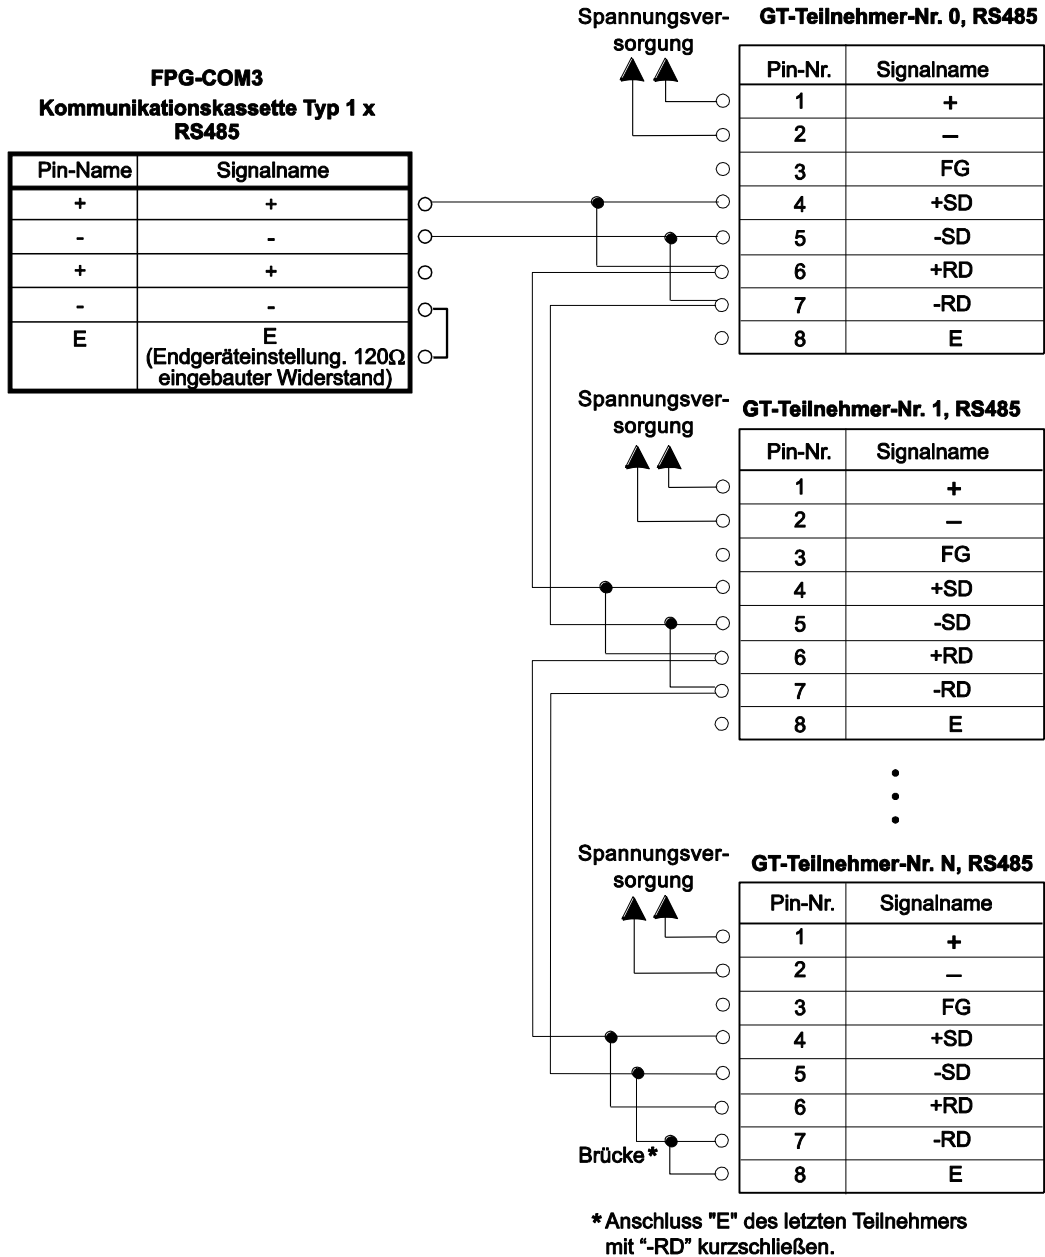 FPG-COM3
Kommunikationskassette Typ 1 x
RS485
Pin-Name Signalname
+ +
- -
+ +
- -
E E
(Endgeräteinstellung. 120Ω
eingebauter Widerstand)
Spannungsver-
sorgung
GT-Teilnehmer-Nr. 0, RS485
Pin-Nr. Signalname
1 +
2 –
3 FG
4 +SD
5 -SD
6 +RD
7 -RD
8 E
Spannungsver-
sorgung
GT-Teilnehmer-Nr. 1, RS485
Pin-Nr. Signalname
1 +
2 –
3 FG
4 +SD
5 -SD
6 +RD
7 -RD
8 E
Spannungsver-
sorgung
GT-Teilnehmer-Nr. N, RS485
Pin-Nr. Signalname
1 +
2 –
3 FG
4 +SD
5 -SD
6 +RD
7 -RD
8 E
Brücke *
* Anschluss "E" des letzten Teilnehmers
mit “-RD” kurzschließen.